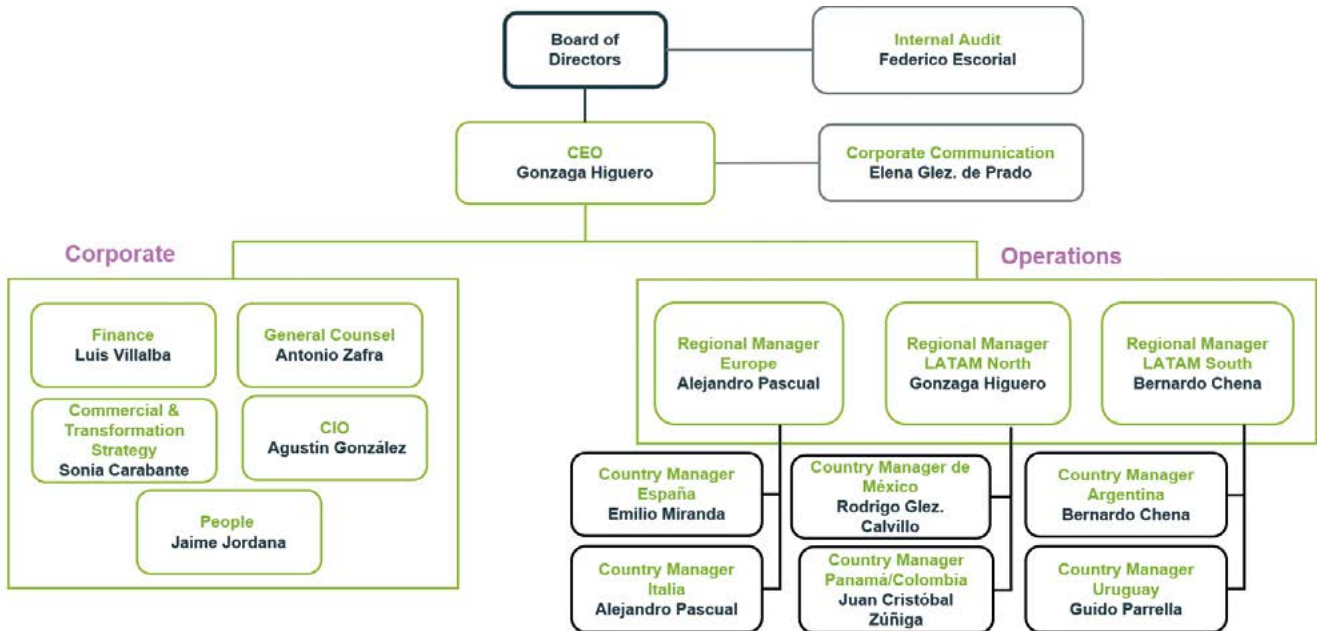 Board of
Directors
Internal Audit
Federico Escorial
CEO
Gonzaga Higuero
Corporate Communication
Elena Glez. de Prado
Corporate
Finance
Luis Villalba
General Counsel
Antonio Zafra
Commercial &
Transformation
Strategy
Sonia Carabante
CIO
Agustín González
People
Jaime Jordana
Operations
Regional Manager
Europe
Alejandro Pascual
Regional Manager
LATAM North
Gonzaga Higuero
Regional Manager
LATAM South
Bernardo Chena
Country Manager
España
Emilio Miranda
Country Manager de
México
Rodrigo Glez.
Calvillo
Country Manager
Argentina
Bernardo Chena
Country Manager
Italia
Alejandro Pascual
Country Manager
Panamá/Colombia
Juan Cristóbal
Zúñiga
Country Manager
Uruguay
Guido Parrella